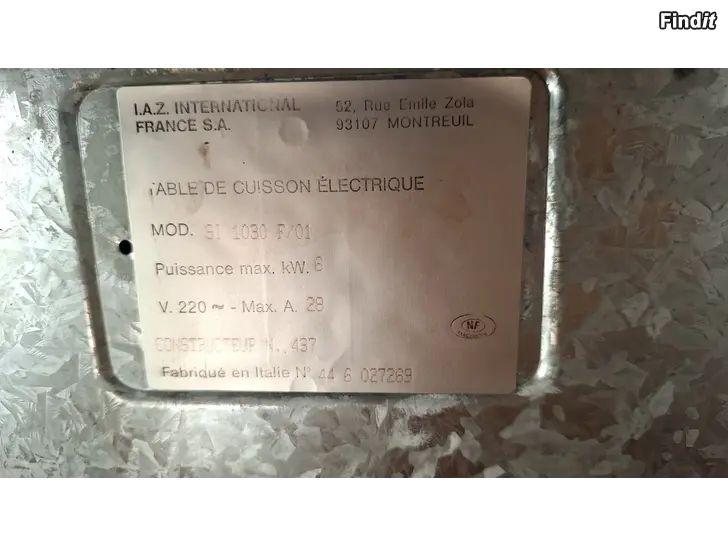 Findit
I.A.Z. INTERNATIONAL 52, Rue Emile Zola
FRANCE S.A. 93107 MONTREUIL
TABLE DE CUISSON ÉLECTRIQUE
MOD. SI 1030 F/01
Puissance max. kW. 6
V. 220 ~ - Max. A. 28
CONSTRUCTEUR N. 437
NF
Fabriqué en Italie N° 44 6 027269